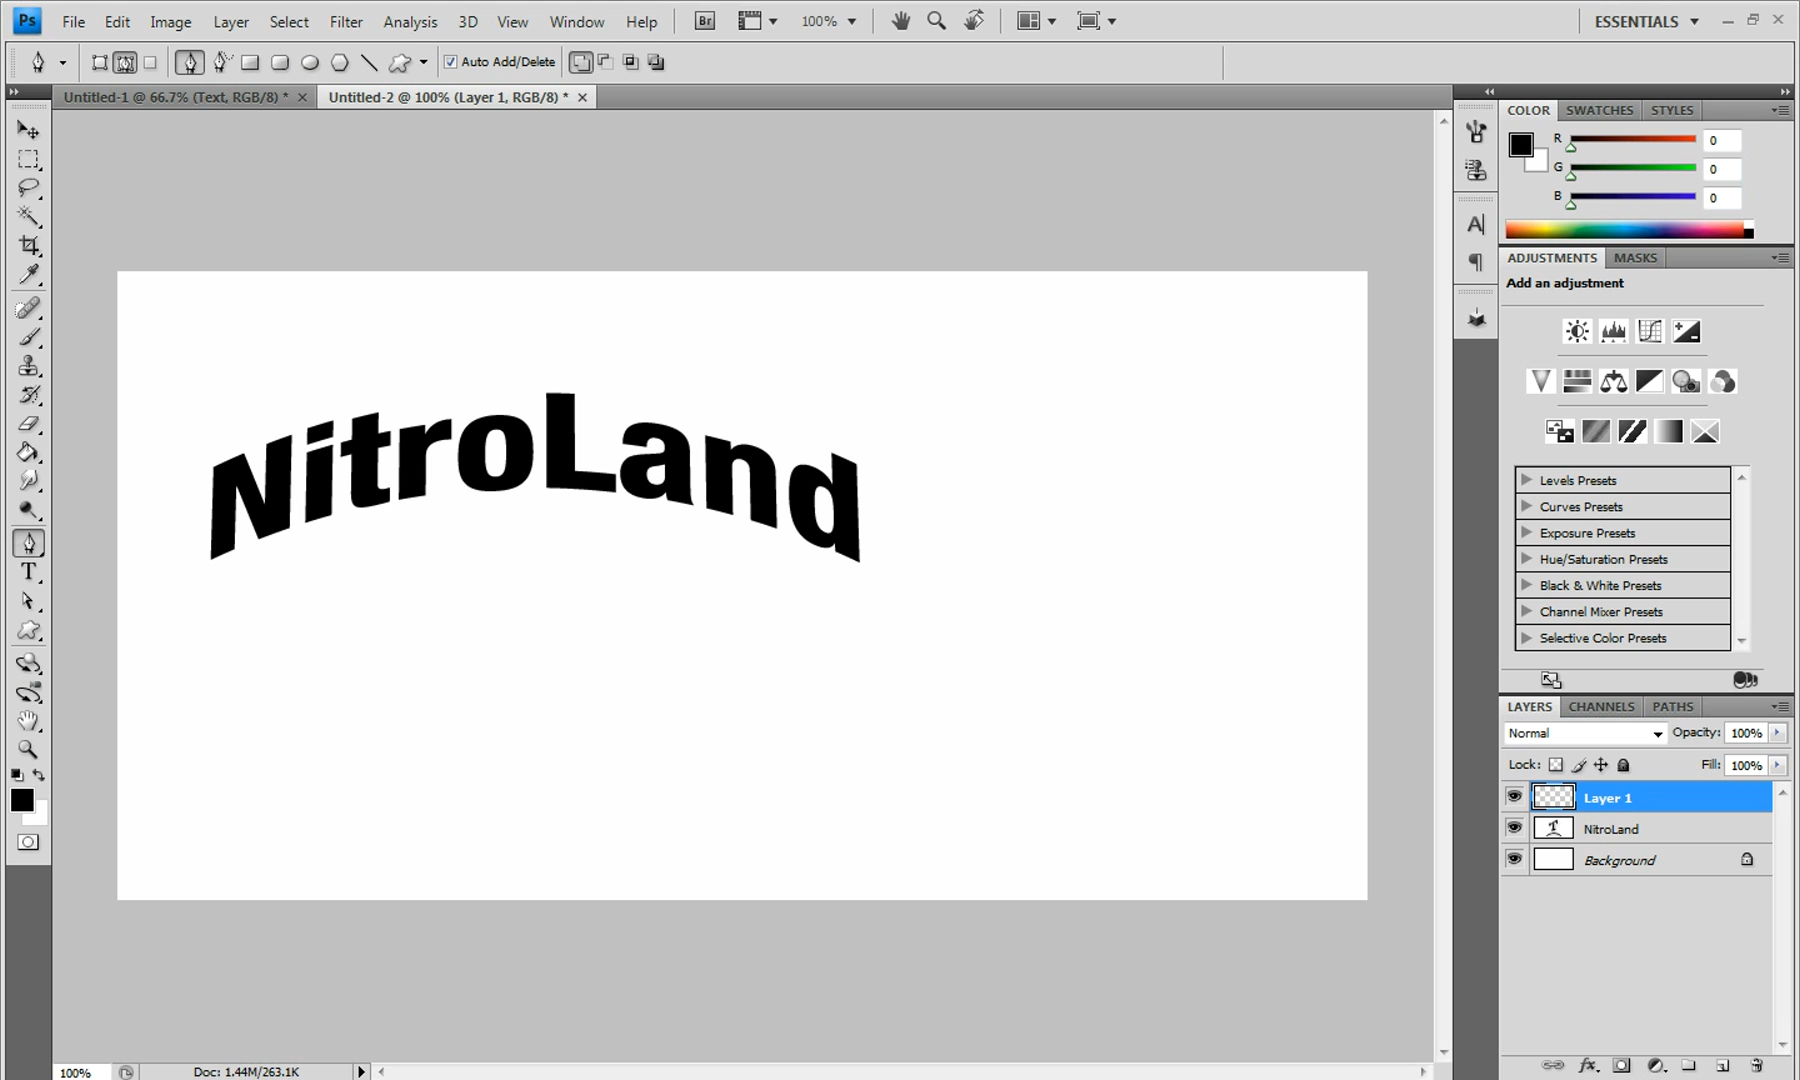 Ps File Edit Image Layer Select Filter Analysis 3D View Window Help Br 100% ESSENTIALS
Auto Add/Delete
Untitled-1 @ 66.7% (Text, RGB/8) * Untitled-2 @ 100% (Layer 1, RGB/8) *
COLOR SWATCHES STYLES
R 0
G 0
B 0
ADJUSTMENTS MASKS
Add an adjustment
NitroLand
Levels Presets
Curves Presets
Exposure Presets
Hue/Saturation Presets
Black & White Presets
Channel Mixer Presets
Selective Color Presets
LAYERS CHANNELS PATHS
Normal Opacity: 100%
Lock: Fill: 100%
Layer 1
NitroLand
Background
100% Doc: 1.44M/263.1K